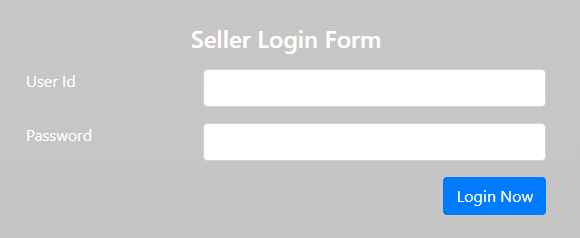 Seller Login Form
User Id
Password
Login Now